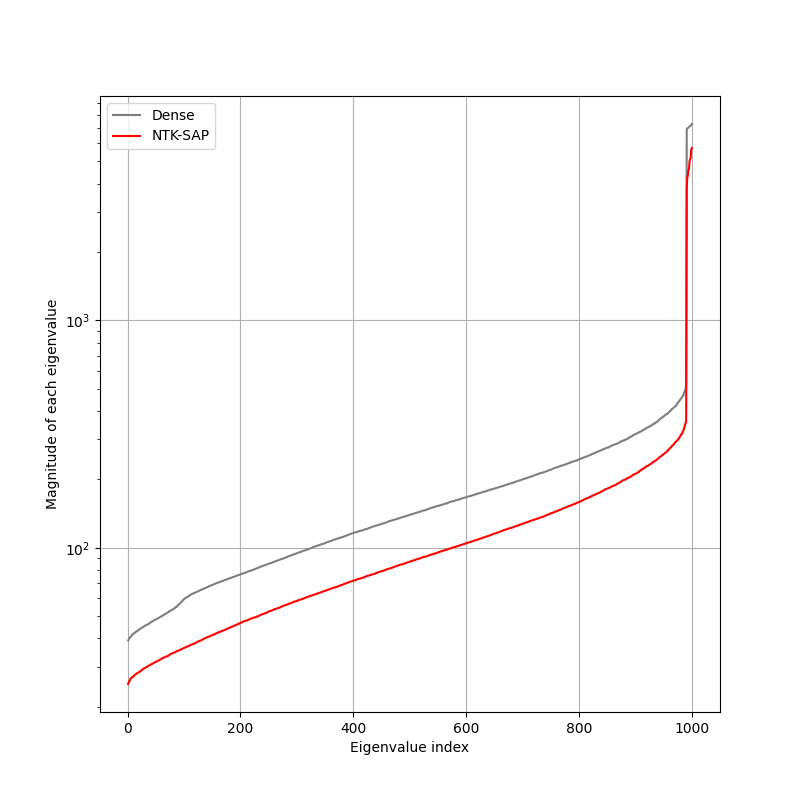 Dense
NTK-SAP
10³
10²
Magnitude of each eigenvalue
0 200 400 600 800 1000
Eigenvalue index